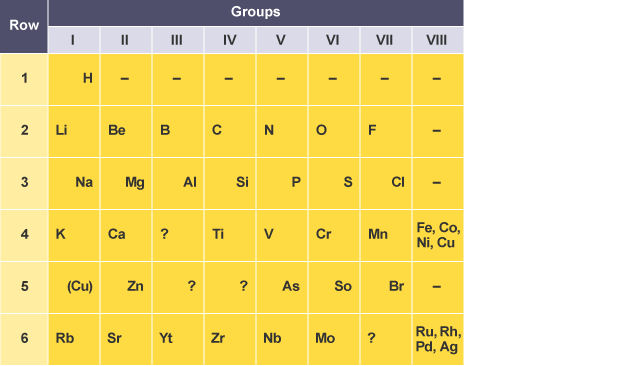 Row Groups
I II III IV V VI VII VIII
1 H – – – – – – –
2 Li Be B C N O F –
3 Na Mg Al Si P S Cl –
4 K Ca ? Ti V Cr Mn Fe, Co,
Ni, Cu
5 (Cu) Zn ? ? As So Br –
6 Rb Sr Yt Zr Nb Mo ? Ru, Rh,
Pd, Ag